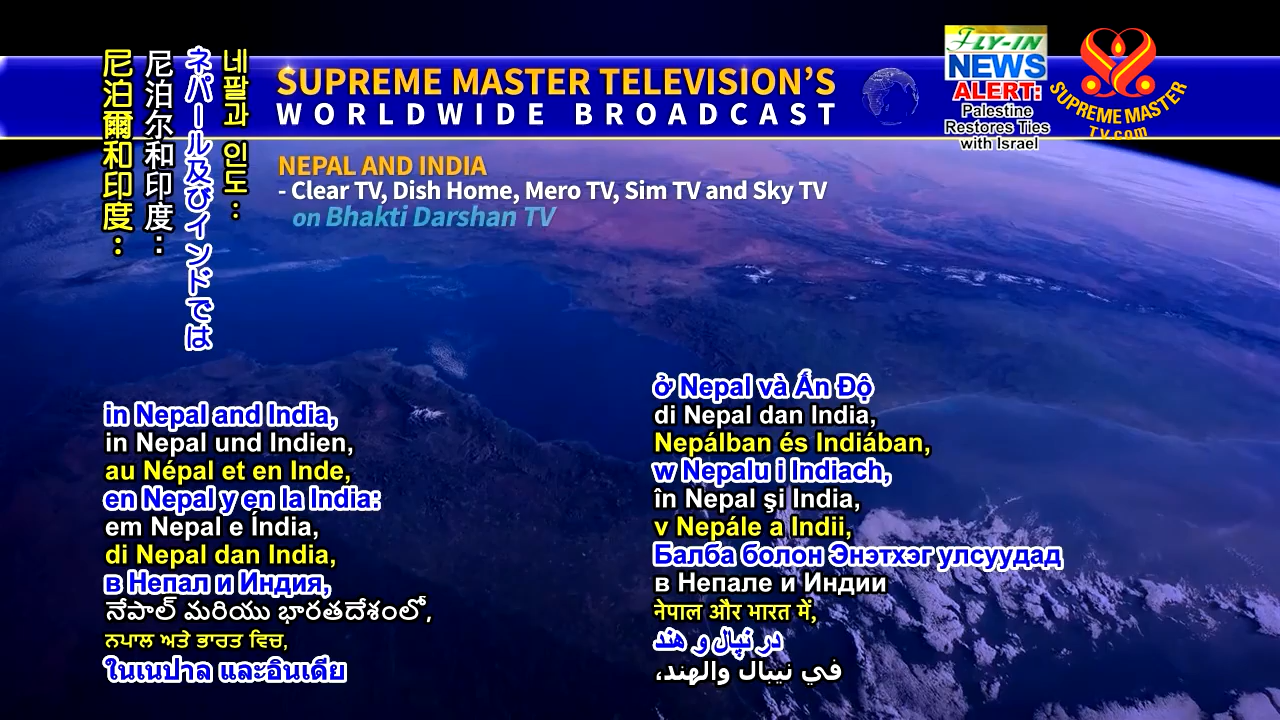 SUPREME MASTER TELEVISION'S
WORLDWIDE BROADCAST
FLY-IN
NEWS
ALERT:
Palestine
Restores Ties
with Israel
SUPREME MASTER
TV.com
NEPAL AND INDIA
- Clear TV, Dish Home, Mero TV, Sim TV and Sky TV
on Bhakti Darshan TV
네팔과 인도:
ネパール及びインドでは
尼泊尔和印度：
尼泊爾和印度：
in Nepal and India,
in Nepal und Indien,
au Népal et en Inde,
en Nepal y en la India:
em Nepal e Índia,
di Nepal dan India,
в Непал и Индия,
నేపాల్ మరియు భారతదేశంలో,
ਨਪਾਲ ਅਤੇ ਭਾਰਤ ਵਿਚ,
ในเนปาล และอินเดีย
ở Nepal và Ấn Độ
di Nepal dan India,
Nepálban és Indiában,
w Nepalu i Indiach,
în Nepal şi India,
v Nepále a Indii,
Балба болон Энэтхэг улсуудад
в Непале и Индии
नेपाल और भारत में,
در نپال و هند
في نيبال والهند،